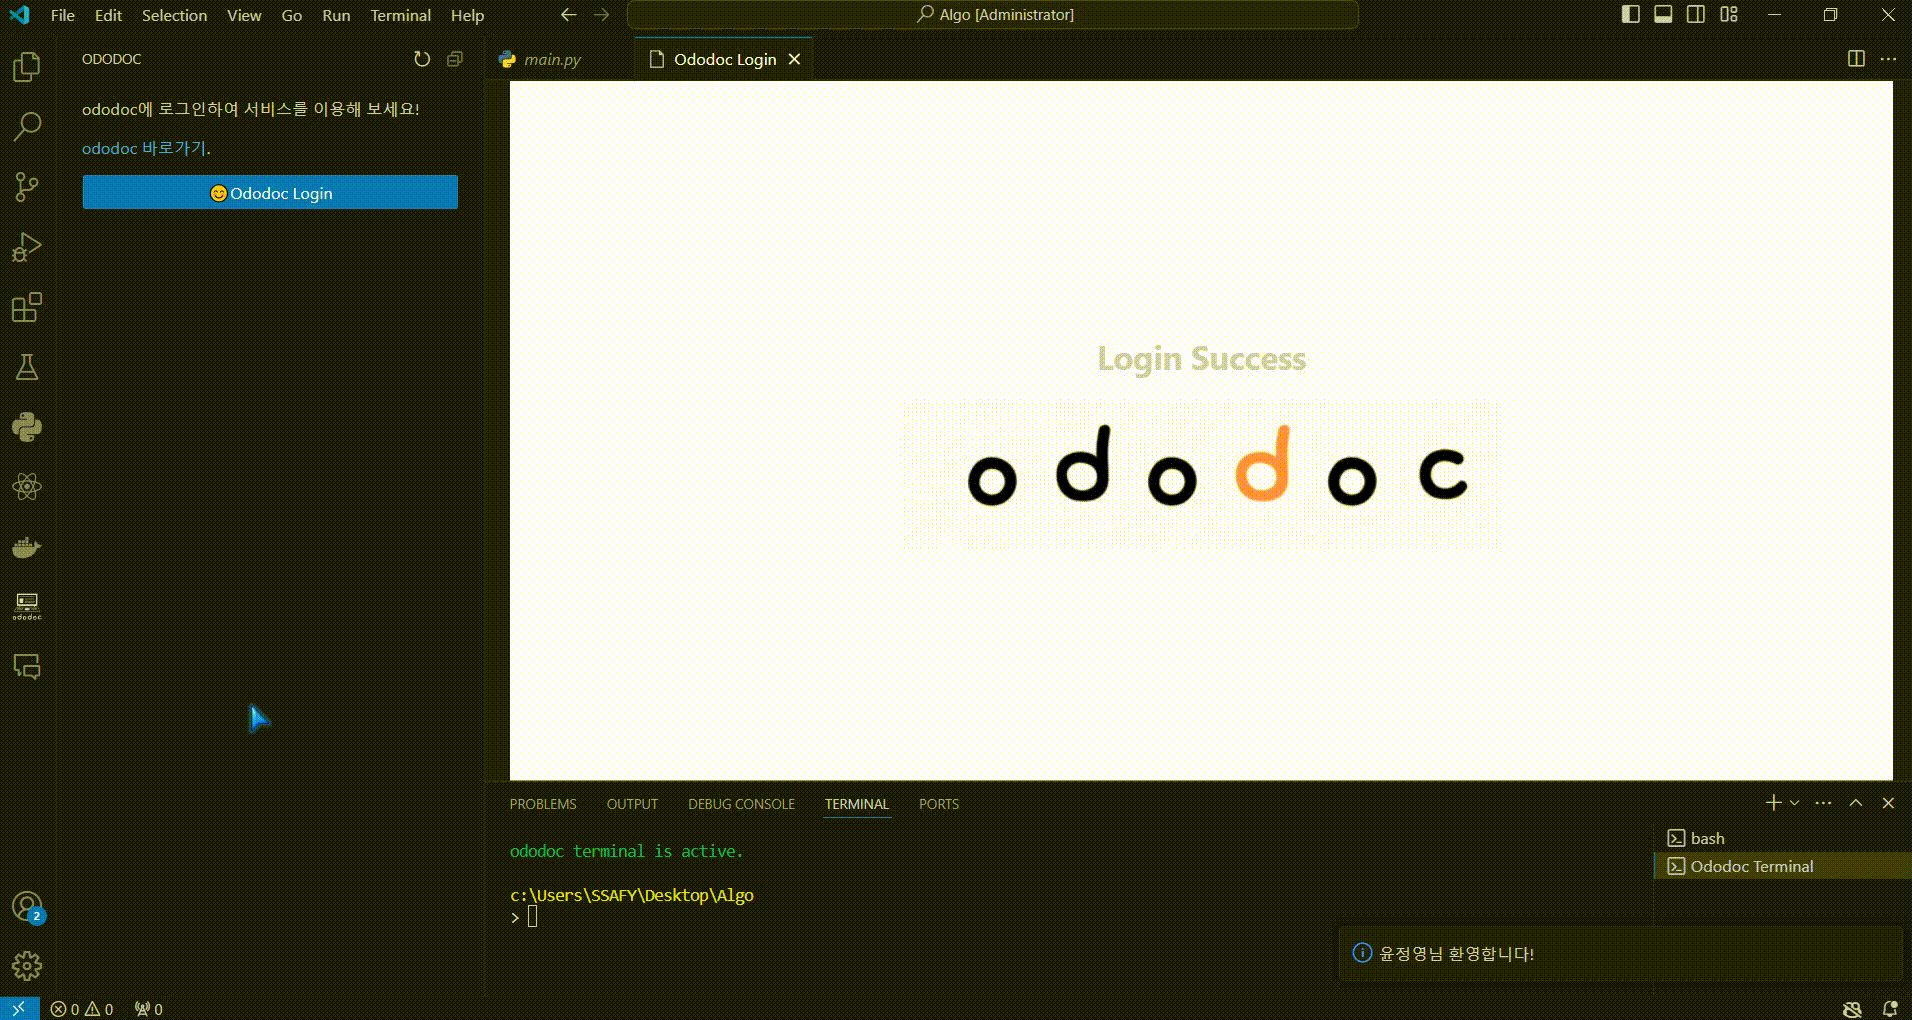 File Edit Selection View Go Run Terminal Help
Algo [Administrator]
ODODOC
main.py
Ododoc Login
ododoc에 로그인하여 서비스를 이용해 보세요!
ododoc 바로가기.
😊Ododoc Login
Login Success
ododoc
ododoc
PROBLEMS OUTPUT DEBUG CONSOLE TERMINAL PORTS
ododoc terminal is active.
c:\Users\SSAFY\Desktop\Algo
>
bash
Ododoc Terminal
2
윤정영님 환영합니다!
0 0 0